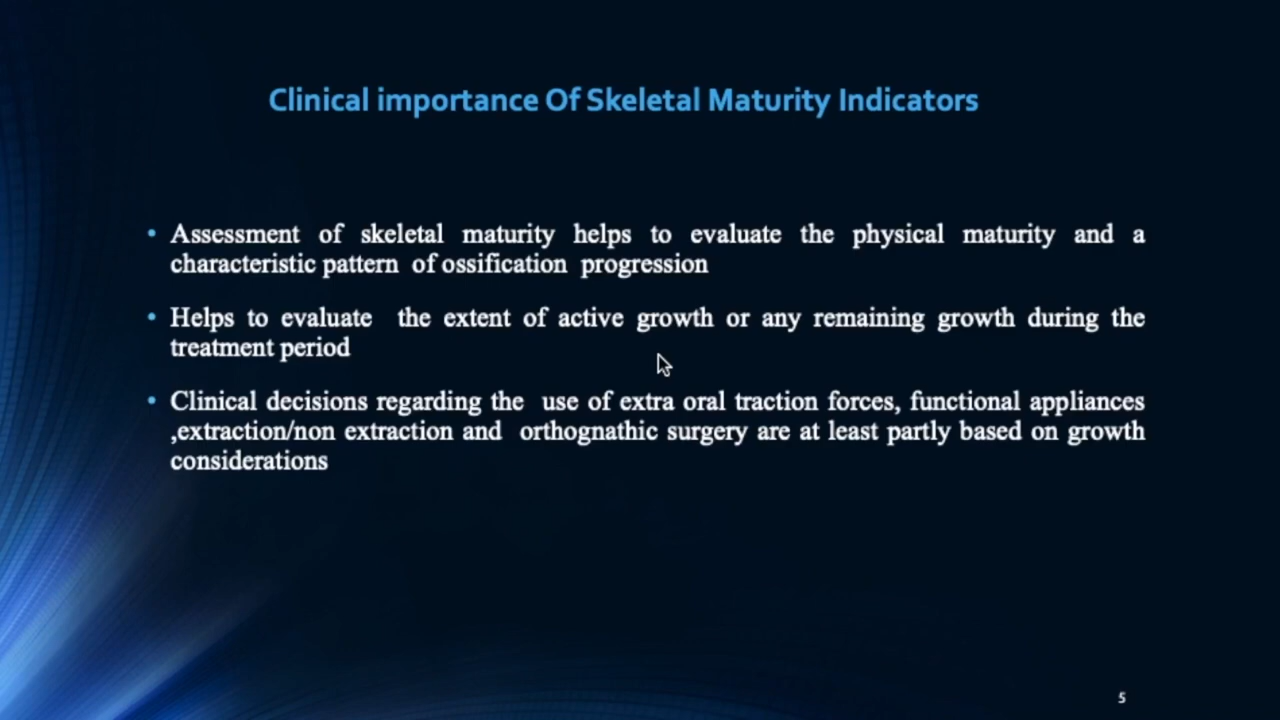 Clinical importance Of Skeletal Maturity Indicators
• Assessment of skeletal maturity helps to evaluate the physical maturity and a
characteristic pattern of ossification progression
• Helps to evaluate the extent of active growth or any remaining growth during the
treatment period
• Clinical decisions regarding the use of extra oral traction forces, functional appliances
,extraction/non extraction and orthognathic surgery are at least partly based on growth
considerations
5